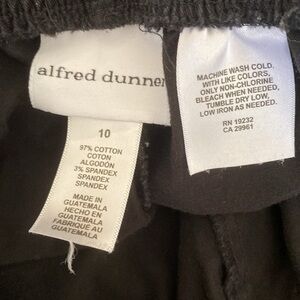 alfred dunner
10
97% COTTON
COTON
ALGODÓN
3% SPANDEX
SPANDEX
SPANDEX
MADE IN
GUATEMALA
HECHO EN
GUATEMALA
FABRIQUE AU
GUATEMALA
MACHINE WASH COLD,
WITH LIKE COLORS,
ONLY NON-CHLORINE
BLEACH WHEN NEEDED,
TUMBLE DRY LOW,
LOW IRON AS NEEDED.
RN 19232
CA 29961